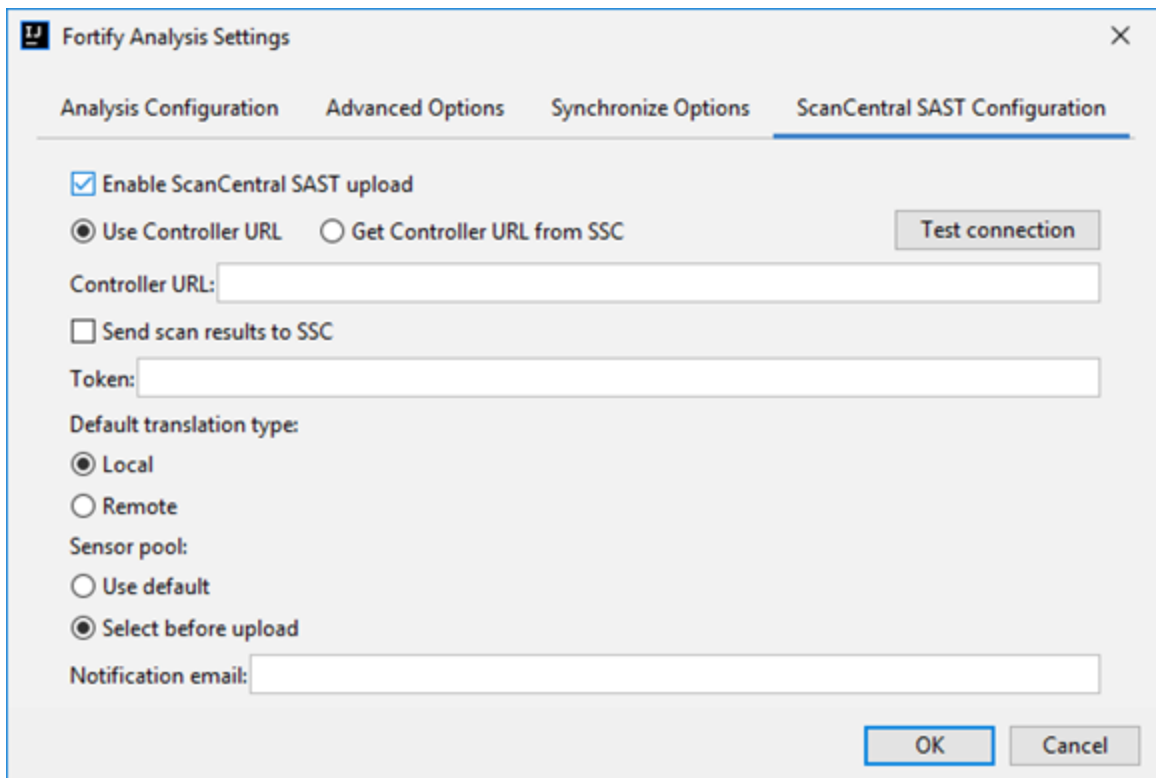 IJ
Fortify Analysis Settings
Analysis Configuration Advanced Options Synchronize Options ScanCentral SAST Configuration
Enable ScanCentral SAST upload
Use Controller URL Get Controller URL from SSC Test connection
Controller URL:
Send scan results to SSC
Token:
Default translation type:
Local
Remote
Sensor pool:
Use default
Select before upload
Notification email:
OK Cancel